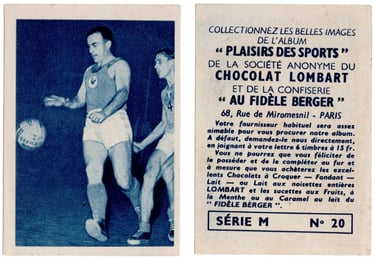 COLLECTIONNEZ LES BELLES IMAGES
DE L'ALBUM
" PLAISIRS DES SPORTS "
DE LA SOCIÉTÉ ANONYME DU
CHOCOLAT LOMBART
ET DE LA CONFISERIE
" AU FIDÈLE BERGER "
68, Rue de Miromesnil - PARIS
Votre fournisseur habituel sera assez
aimable pour vous procurer notre album.
A défaut, demandez-le nous directement,
en joignant à votre lettre 6 timbres à 15 fr.
Vous ne pourrez que vous féliciter de
le posséder et de le compléter au fur et
à mesure que vous achèterez les excel-
lents Chocolats à Croquer — Fondant —
Lait — ou Lait aux noisettes entières
LOMBART et les sucettes aux Fruits, à
la Menthe ou au Caramel au lait du
"FIDÈLE BERGER".
SÉRIE M No 20